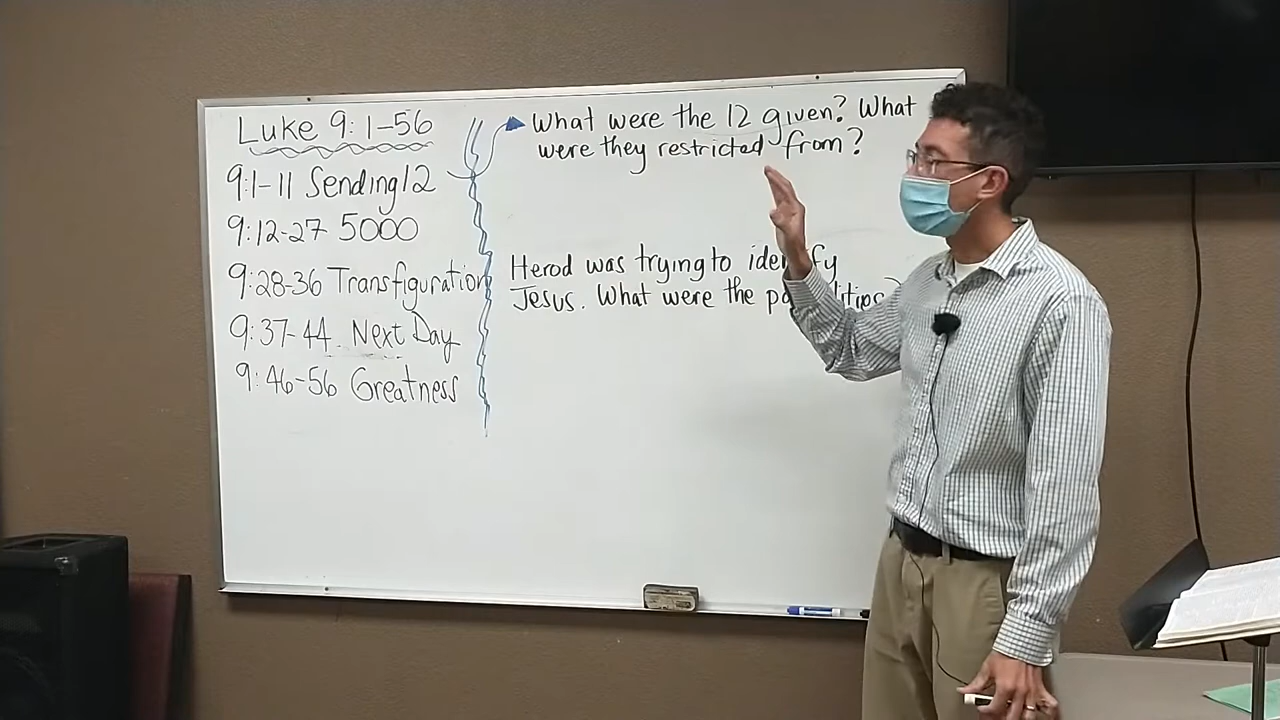 Luke 9:1-56
9:1-11 Sending 12
9:12-27 5000
9:28-36 Transfiguration
9:37-44 Next Day
9:46-56 Greatness
What were the 12 given? What
were they restricted from?
Herod was trying to identify
Jesus. What were the